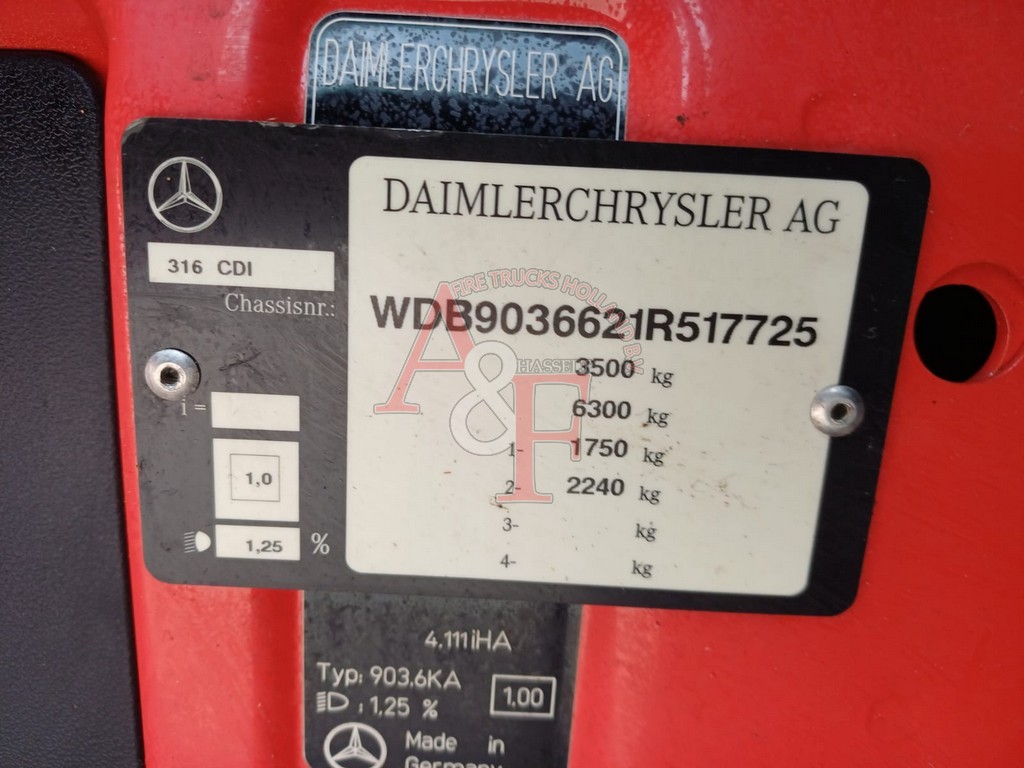 DAIMLERCHRYSLER AG
DAIMLERCHRYSLER AG
316 CDI
Chassisnr.: WDB9036621R517725
3500 kg
6300 kg
i =
1- 1750 kg
2- 2240 kg
1,0
3- kg
1,25 %
4- kg
A&F
FIRE TRUCKS HOLLAND B.V.
HASSELT
4.111iHA
Typ: 903.6KA
: 1,25 %
1,00
Made in
Germany